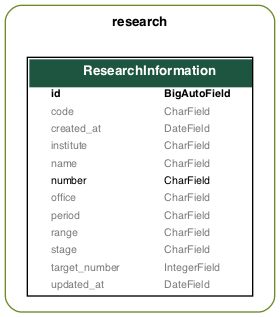 research
ResearchInformation
id BigAutoField
code CharField
created_at DateField
institute CharField
name CharField
number CharField
office CharField
period CharField
range CharField
stage CharField
target_number IntegerField
updated_at DateField